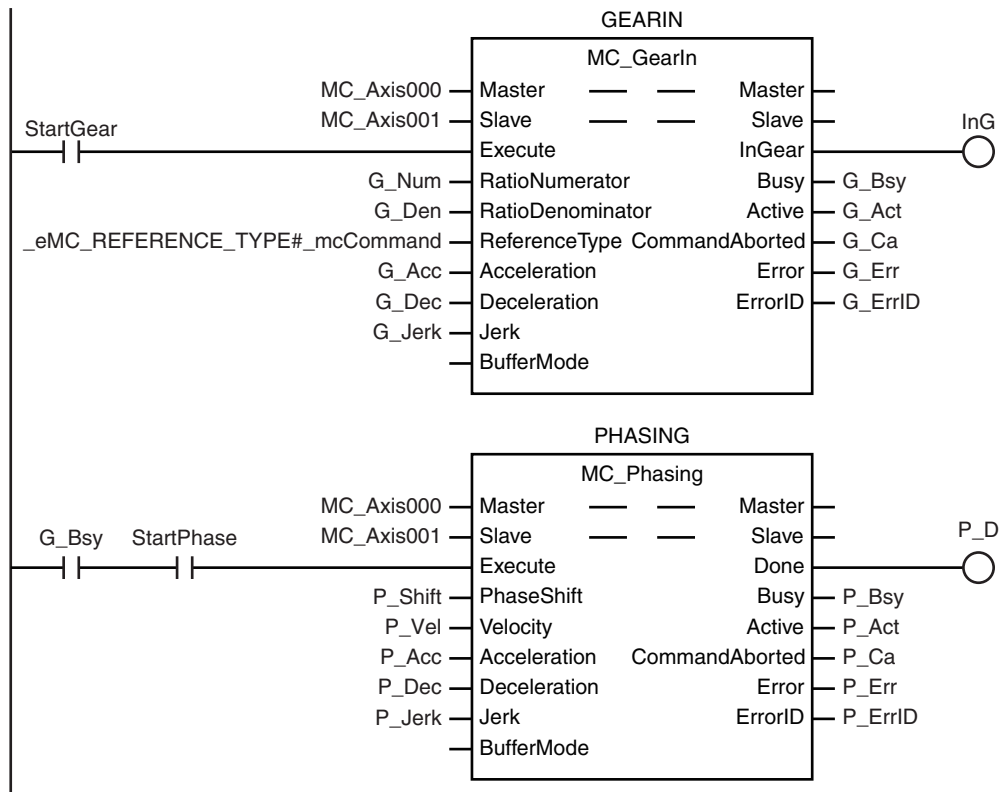 GEARIN
MC_GearIn
MC_Axis000 Master Master
StartGear MC_Axis001 Slave Slave InG
Execute InGear
G_Num RatioNumerator Busy G_Bsy
G_Den RatioDenominator Active G_Act
_eMC_REFERENCE_TYPE#_mcCommand ReferenceType CommandAborted G_Ca
G_Acc Acceleration Error G_Err
G_Dec Deceleration ErrorID G_ErrID
G_Jerk Jerk
BufferMode
PHASING
MC_Phasing
MC_Axis000 Master Master
G_Bsy StartPhase MC_Axis001 Slave Slave P_D
Execute Done
P_Shift PhaseShift Busy P_Bsy
P_Vel Velocity Active P_Act
P_Acc Acceleration CommandAborted P_Ca
P_Dec Deceleration Error P_Err
P_Jerk Jerk ErrorID P_ErrID
BufferMode